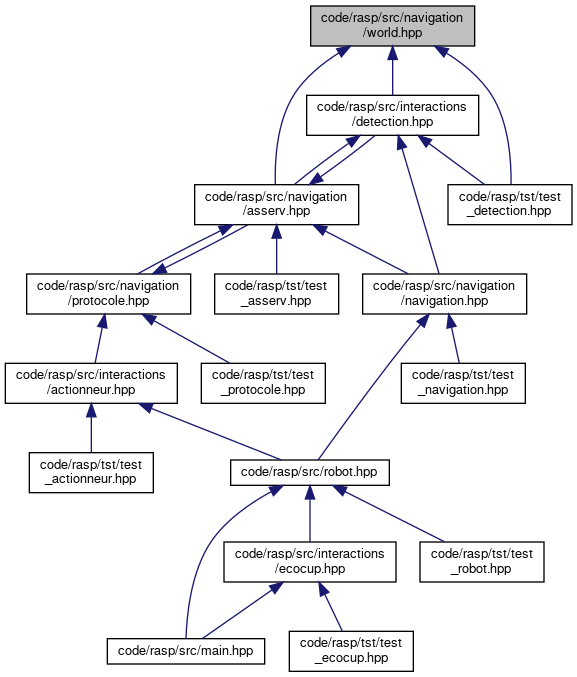 code/rasp/src/navigation
/world.hpp
code/rasp/src/interactions
/detection.hpp
code/rasp/src/navigation
/asserv.hpp
code/rasp/tst/test
_detection.hpp
code/rasp/src/navigation
/protocole.hpp
code/rasp/tst/test
_asserv.hpp
code/rasp/src/navigation
/navigation.hpp
code/rasp/src/interactions
/actionneur.hpp
code/rasp/tst/test
_protocole.hpp
code/rasp/tst/test
_navigation.hpp
code/rasp/tst/test
_actionneur.hpp
code/rasp/src/robot.hpp
code/rasp/src/interactions
/ecocup.hpp
code/rasp/tst/test
_robot.hpp
code/rasp/src/main.hpp
code/rasp/tst/test
_ecocup.hpp